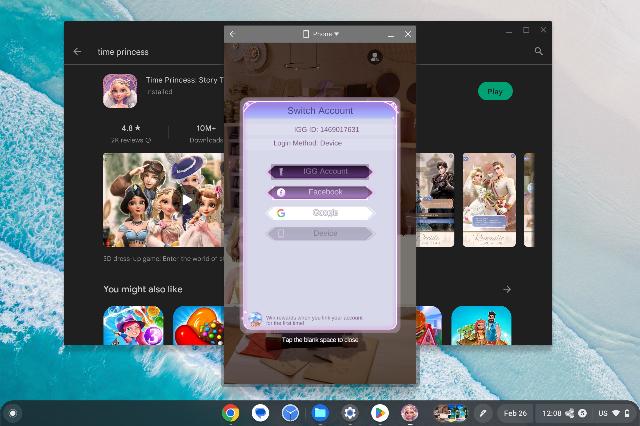 Phone
time princess
Time Princess: Story T
Installed
Play
4.8 ★
2K reviews
10M+
Downloads
Switch Account
IGG ID: 1469017631
Login Method: Device
IGG Account
Facebook
Google
Device
3D dress-up game. Enter the world of
You might also like
Win rewards when you link your account
for the first time!
Tap the blank space to close
Feb 26
12:08
US